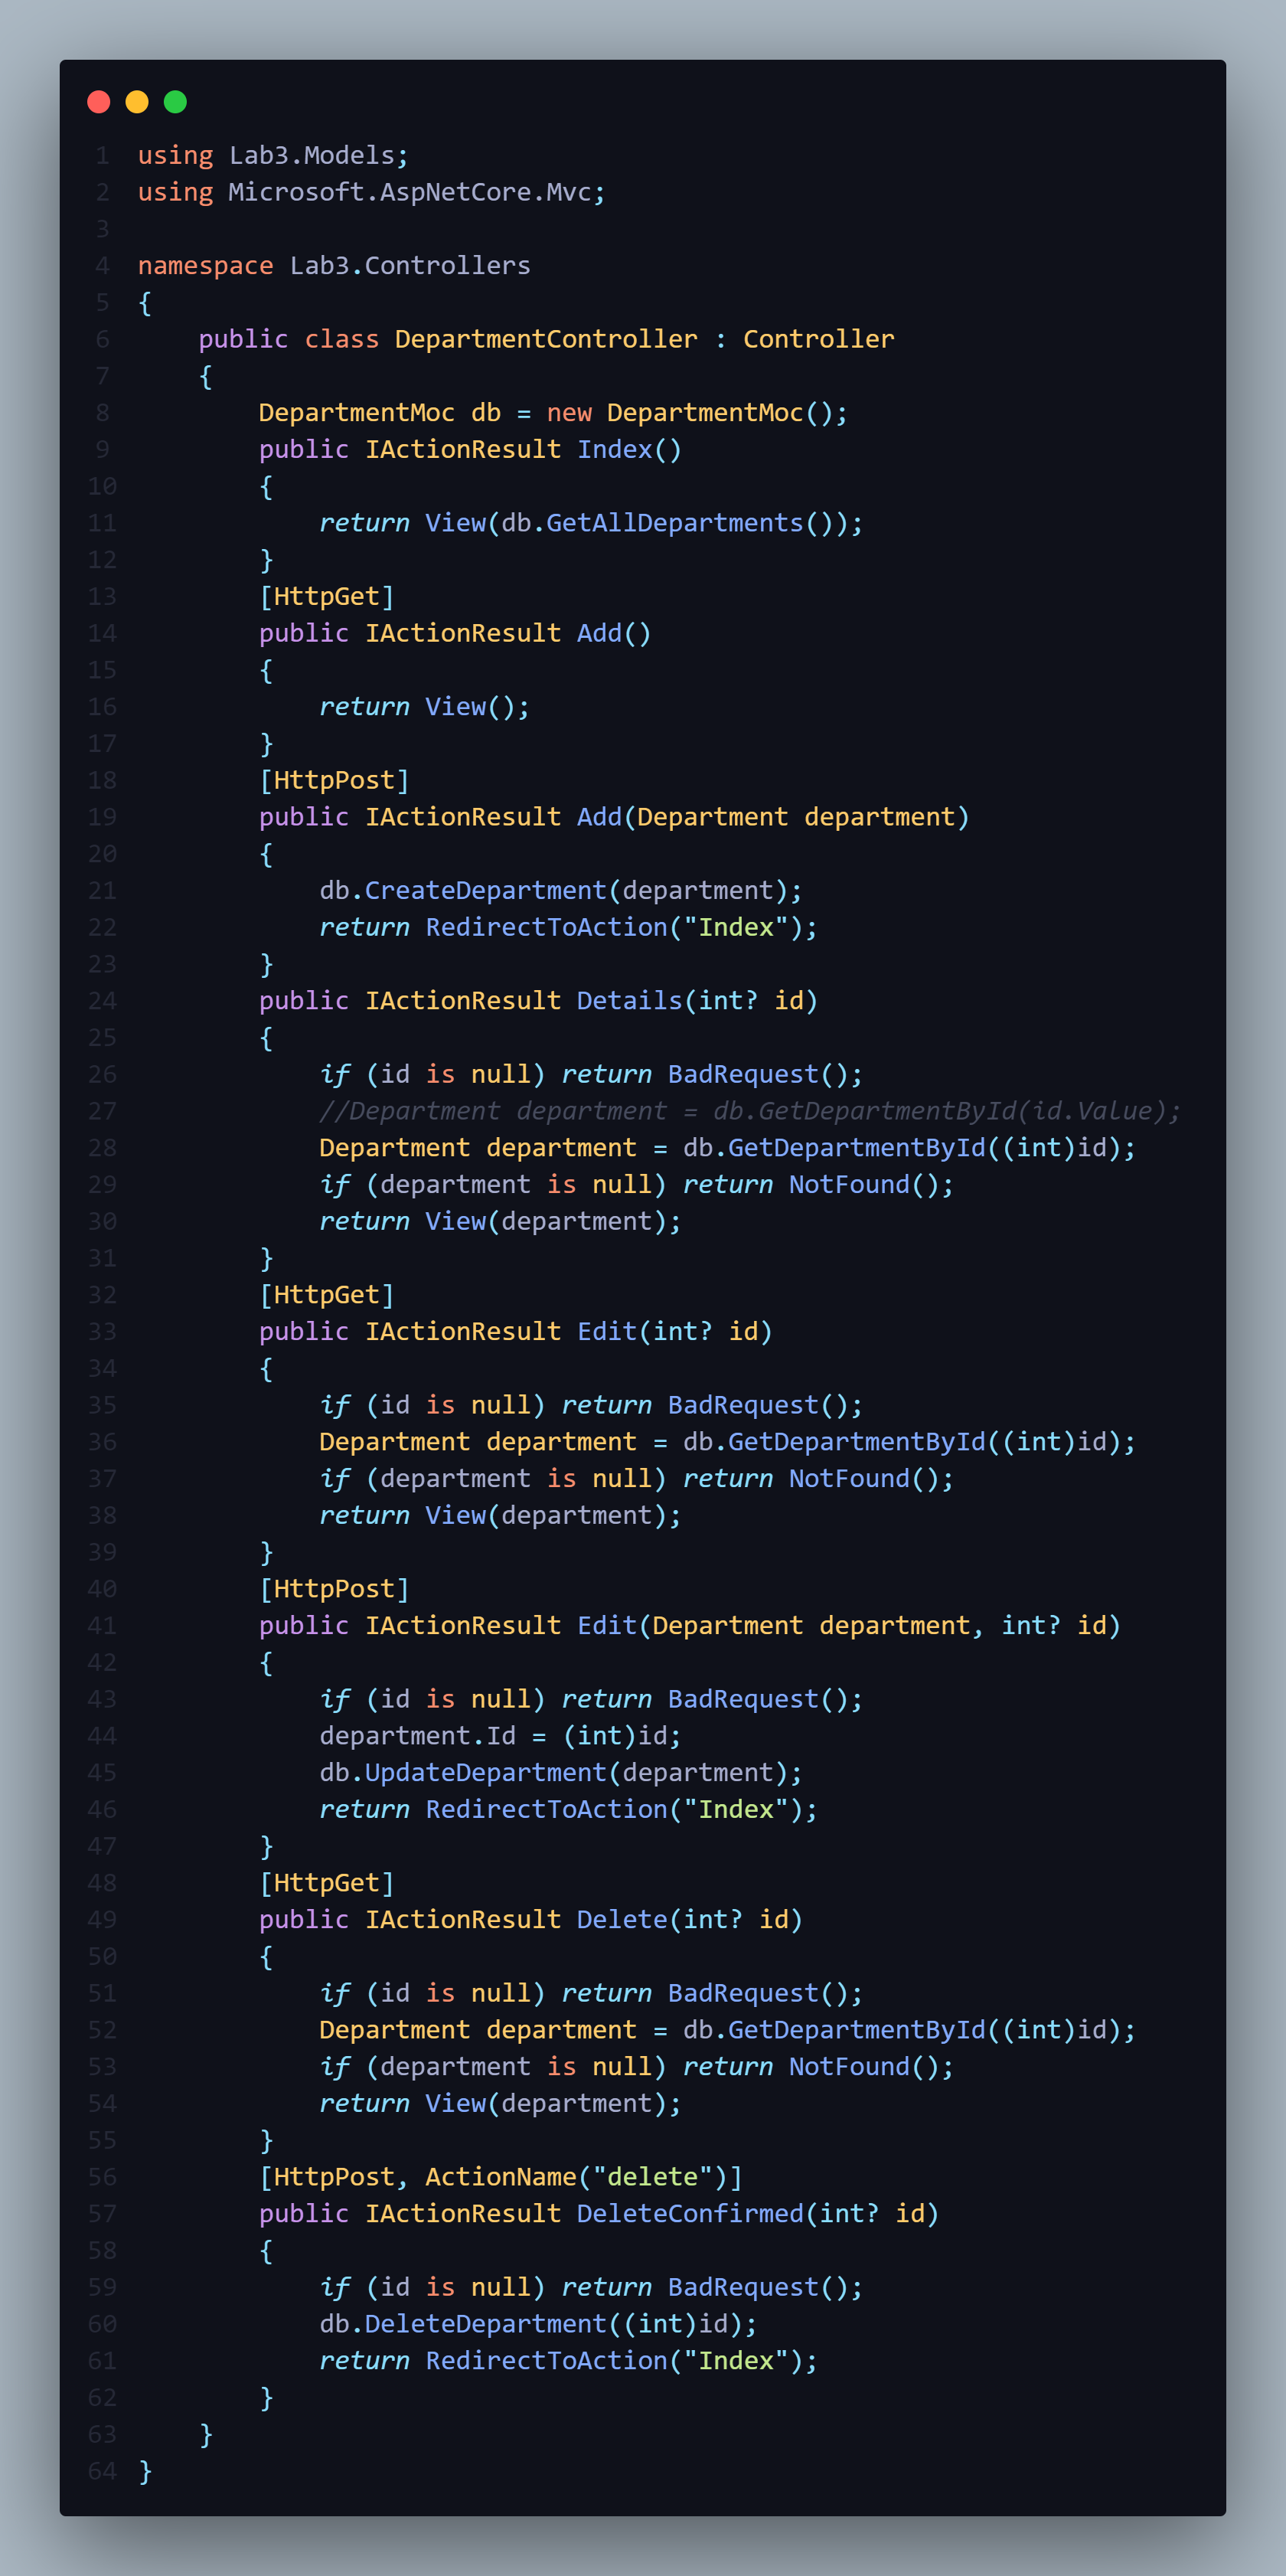 1 using Lab3.Models;
2 using Microsoft.AspNetCore.Mvc;
3
4 namespace Lab3.Controllers
5 {
6     public class DepartmentController : Controller
7     {
8         DepartmentMoc db = new DepartmentMoc();
9         public IActionResult Index()
10         {
11             return View(db.GetAllDepartments());
12         }
13         [HttpGet]
14         public IActionResult Add()
15         {
16             return View();
17         }
18         [HttpPost]
19         public IActionResult Add(Department department)
20         {
21             db.CreateDepartment(department);
22             return RedirectToAction("Index");
23         }
24         public IActionResult Details(int? id)
25         {
26             if (id is null) return BadRequest();
27             //Department department = db.GetDepartmentById(id.Value);
28             Department department = db.GetDepartmentById((int)id);
29             if (department is null) return NotFound();
30             return View(department);
31         }
32         [HttpGet]
33         public IActionResult Edit(int? id)
34         {
35             if (id is null) return BadRequest();
36             Department department = db.GetDepartmentById((int)id);
37             if (department is null) return NotFound();
38             return View(department);
39         }
40         [HttpPost]
41         public IActionResult Edit(Department department, int? id)
42         {
43             if (id is null) return BadRequest();
44             department.Id = (int)id;
45             db.UpdateDepartment(department);
46             return RedirectToAction("Index");
47         }
48         [HttpGet]
49         public IActionResult Delete(int? id)
50         {
51             if (id is null) return BadRequest();
52             Department department = db.GetDepartmentById((int)id);
53             if (department is null) return NotFound();
54             return View(department);
55         }
56         [HttpPost, ActionName("delete")]
57         public IActionResult DeleteConfirmed(int? id)
58         {
59             if (id is null) return BadRequest();
60             db.DeleteDepartment((int)id);
61             return RedirectToAction("Index");
62         }
63     }
64 }